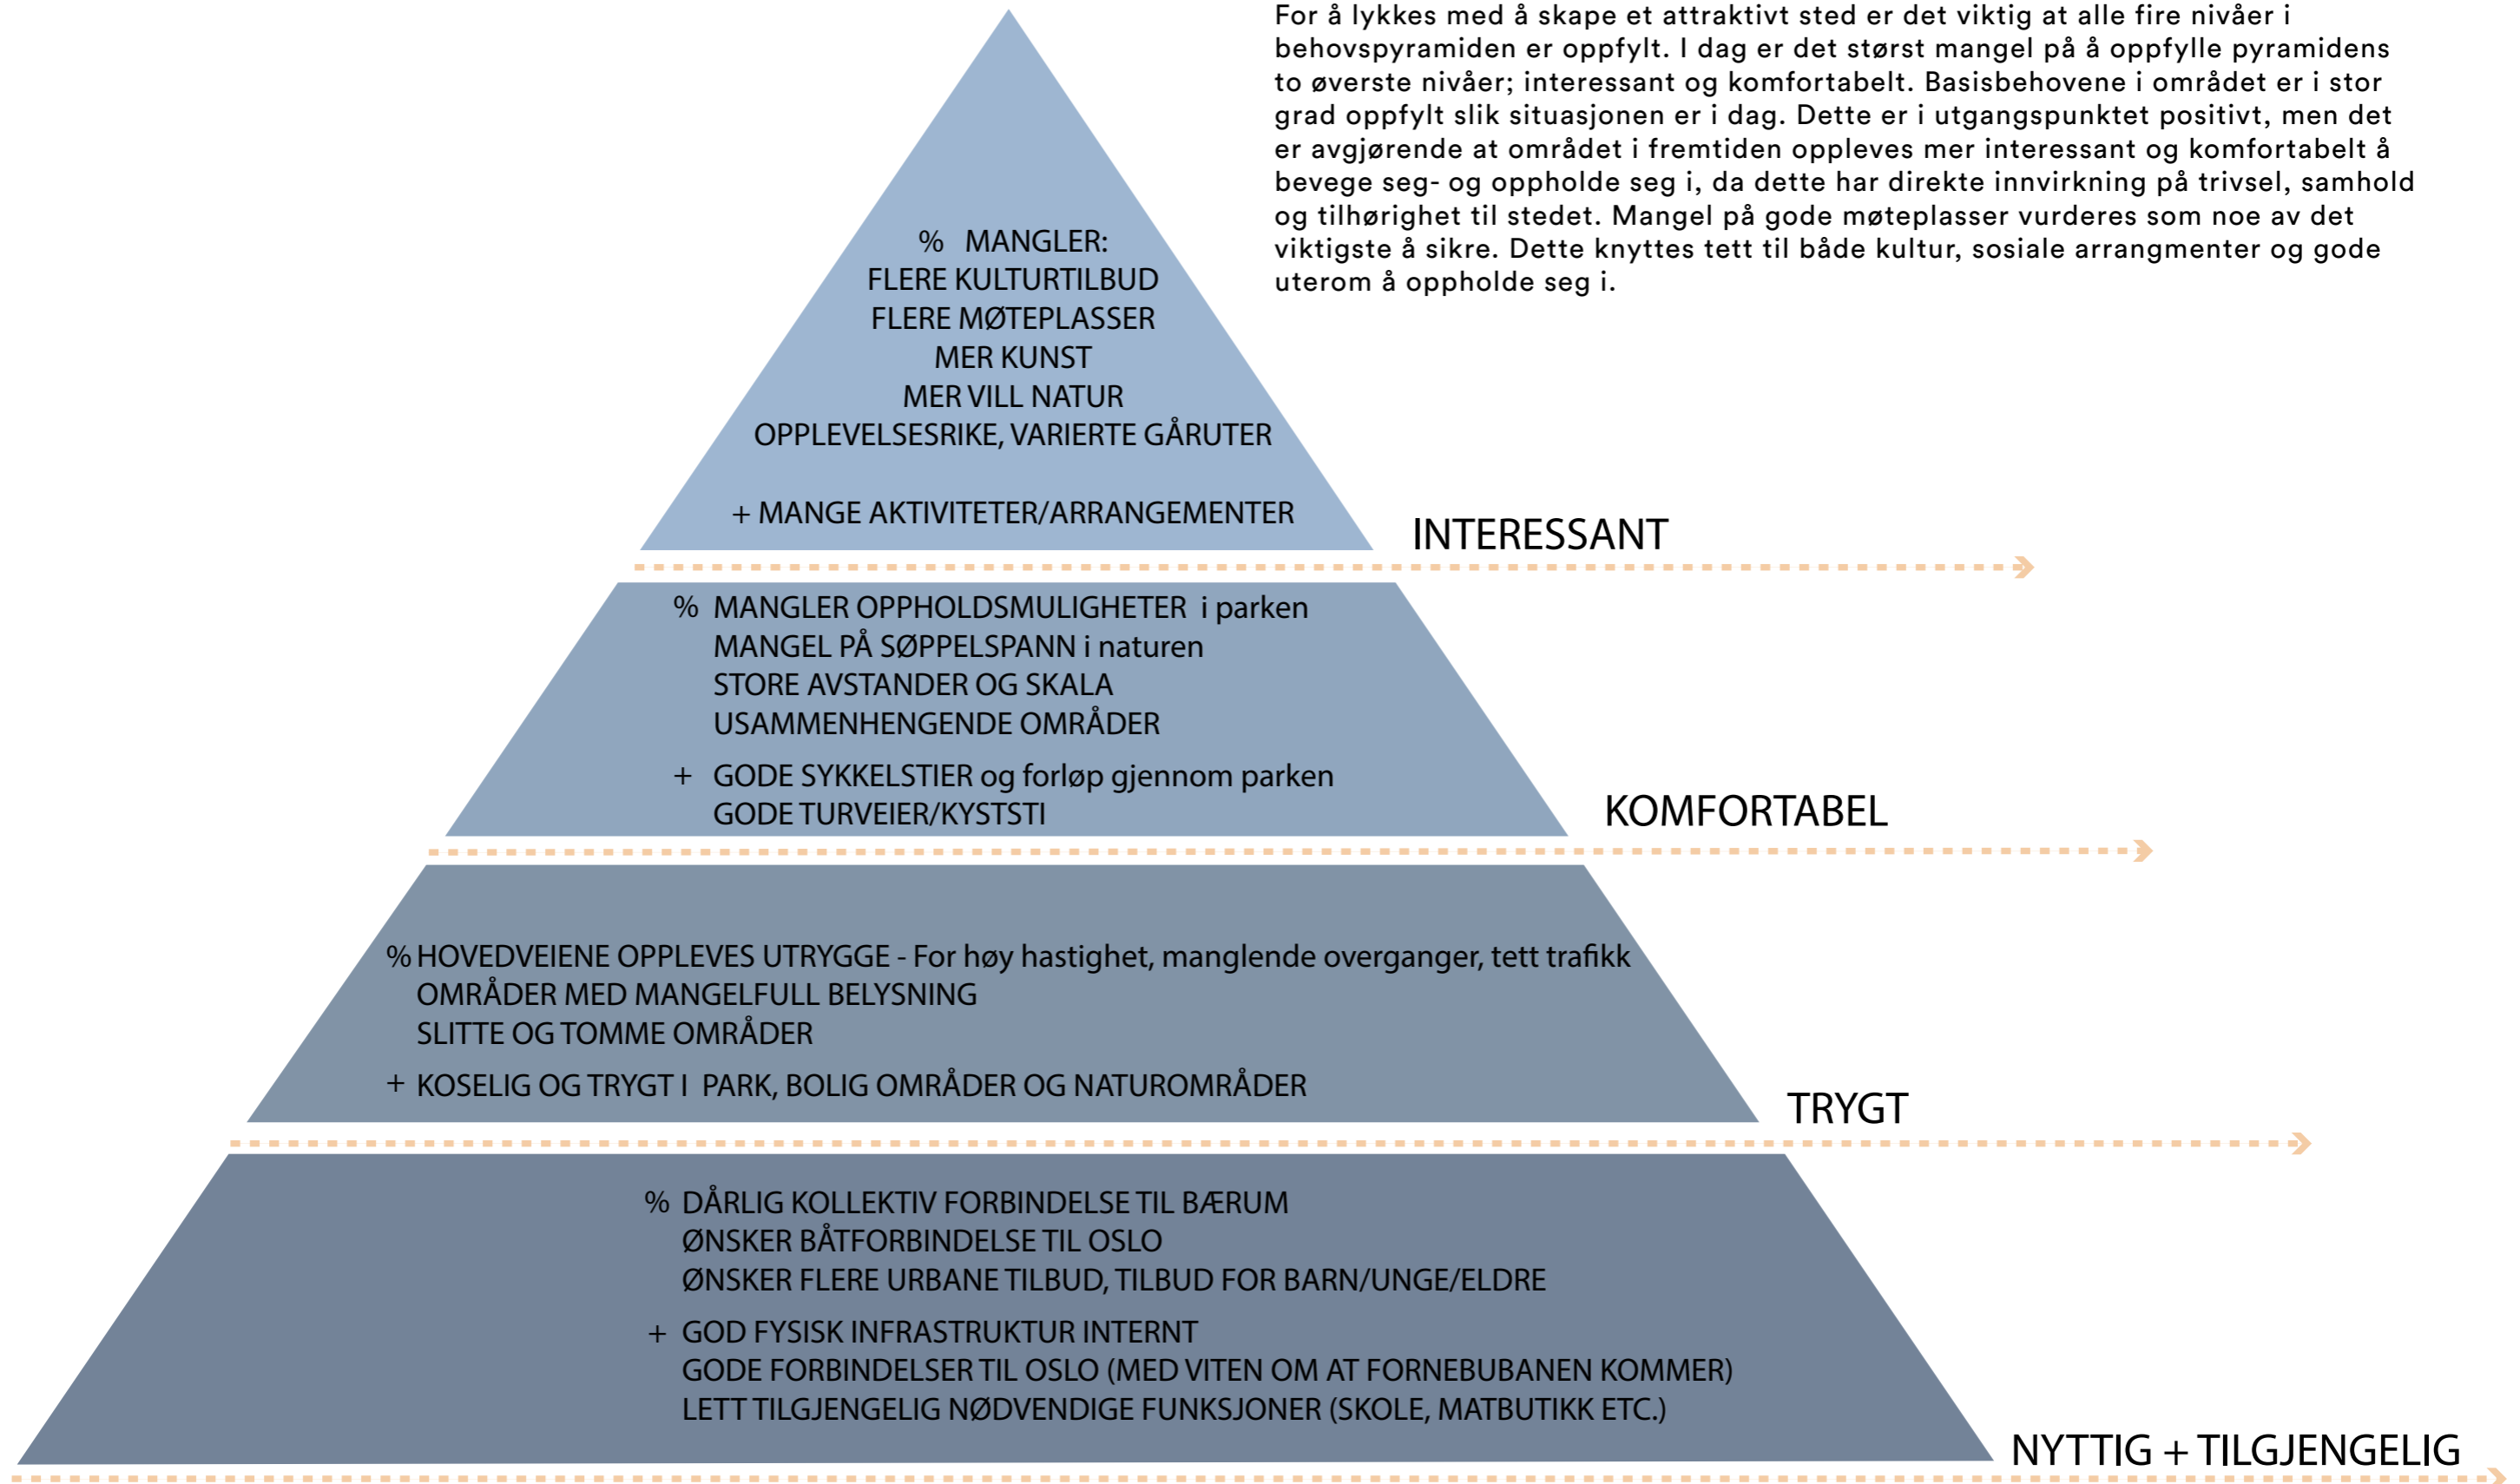 For å lykkes med å skape et attraktivt sted er det viktig at alle fire nivåer i
behovspyramiden er oppfylt. I dag er det størst mangel på å oppfylle pyramidens
to øverste nivåer; interessant og komfortabelt. Basisbehovene i området er i stor
grad oppfylt slik situasjonen er i dag. Dette er i utgangspunktet positivt, men det
er avgjørende at området i fremtiden oppleves mer interessant og komfortabelt å
bevege seg- og oppholde seg i, da dette har direkte innvirkning på trivsel, samhold
og tilhørighet til stedet. Mangel på gode møteplasser vurderes som noe av det
viktigste å sikre. Dette knyttes tett til både kultur, sosiale arrangmenter og gode
uterom å oppholde seg i.
% MANGLER:
FLERE KULTURTILBUD
FLERE MØTEPLASSER
MER KUNST
MER VILL NATUR
OPPLEVELSESRIKE, VARIERTE GÅRUTER
+ MANGE AKTIVITETER/ARRANGEMENTER
INTERESSANT
% MANGLER OPPHOLDSMULIGHETER i parken
MANGEL PÅ SØPPELSPANN i naturen
STORE AVSTANDER OG SKALA
USAMMENHENGENDE OMRÅDER
+ GODE SYKKELSTIER og forløp gjennom parken
GODE TURVEIER/KYSTSTI
KOMFORTABEL
% HOVEDVEIENE OPPLEVES UTRYGGE - For høy hastighet, manglende overganger, tett trafikk
OMRÅDER MED MANGELFULL BELYSNING
SLITTE OG TOMME OMRÅDER
+ KOSELIG OG TRYGT I PARK, BOLIG OMRÅDER OG NATUROMRÅDER
TRYGT
% DÅRLIG KOLLEKTIV FORBINDELSE TIL BÆRUM
ØNSKER BÅTFORBINDELSE TIL OSLO
ØNSKER FLERE URBANE TILBUD, TILBUD FOR BARN/UNGE/ELDRE
+ GOD FYSISK INFRASTRUKTUR INTERNT
GODE FORBINDELSER TIL OSLO (MED VITEN OM AT FORNEBUBANEN KOMMER)
LETT TILGJENGELIG NØDVENDIGE FUNKSJONER (SKOLE, MATBUTIKK ETC.)
NYTTIG + TILGJENGELIG